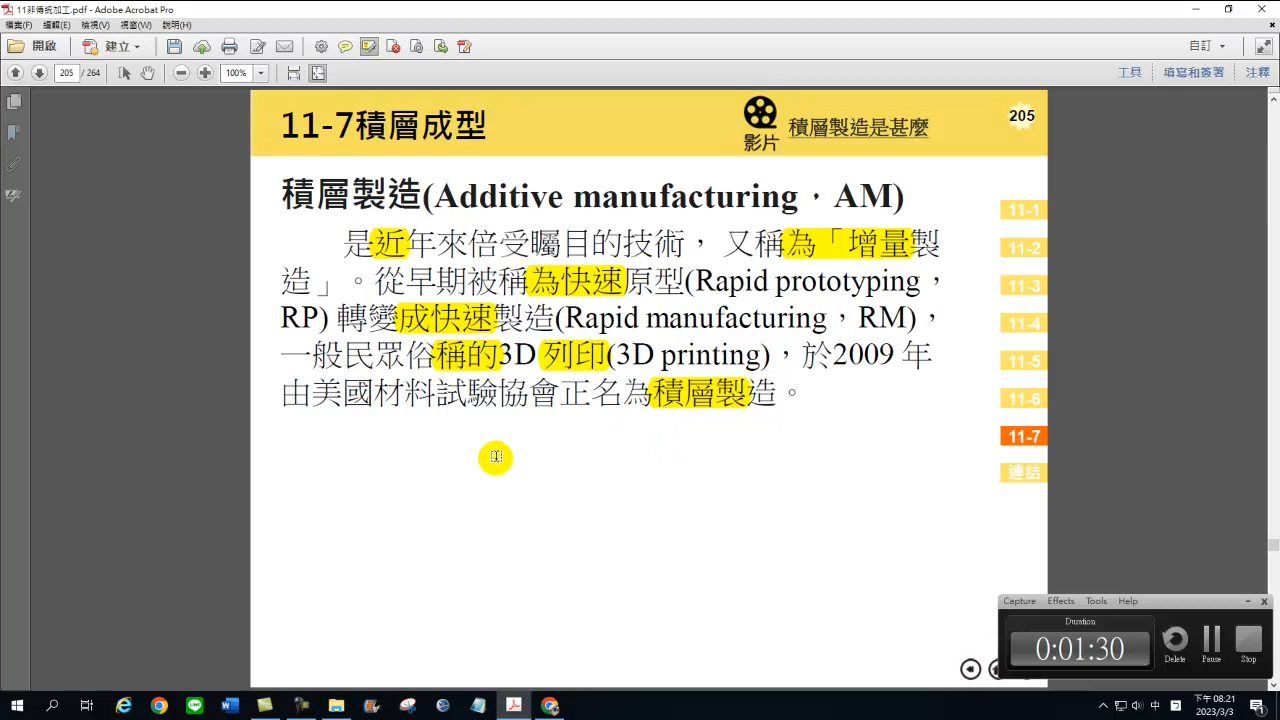 11非傳統加工.pdf - Adobe Acrobat Pro
檔案(F) 編輯(E) 檢視(V) 視窗(W) 說明(H)
開啟 建立 自訂
205 / 264 100% 工具 填寫和簽署 注釋
11-7積層成型 影片 積層製造是甚麼 205
積層製造(Additive manufacturing，AM)
是近年來倍受矚目的技術， 又稱為「增量製
造」。從早期被稱為快速原型(Rapid prototyping，
RP) 轉變成快速製造(Rapid manufacturing，RM)，
一般民眾俗稱的3D 列印(3D printing)，於2009 年
由美國材料試驗協會正名為積層製造。
11-1
11-2
11-3
11-4
11-5
11-6
11-7
連結
Capture Effects Tools Help
Duration
0:01:30
Delete Pause Stop
中
下午 08:21
2023/3/3